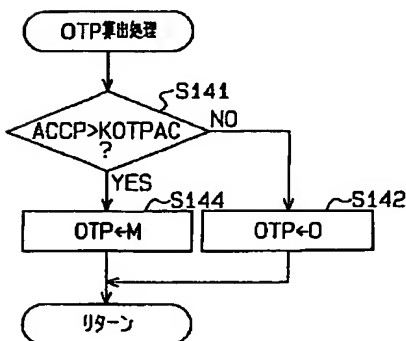 OTP算出処理
S141
ACCP>KOTPAC
?
NO
YES
S144
S142
OTP←M
OTP←0
リターン